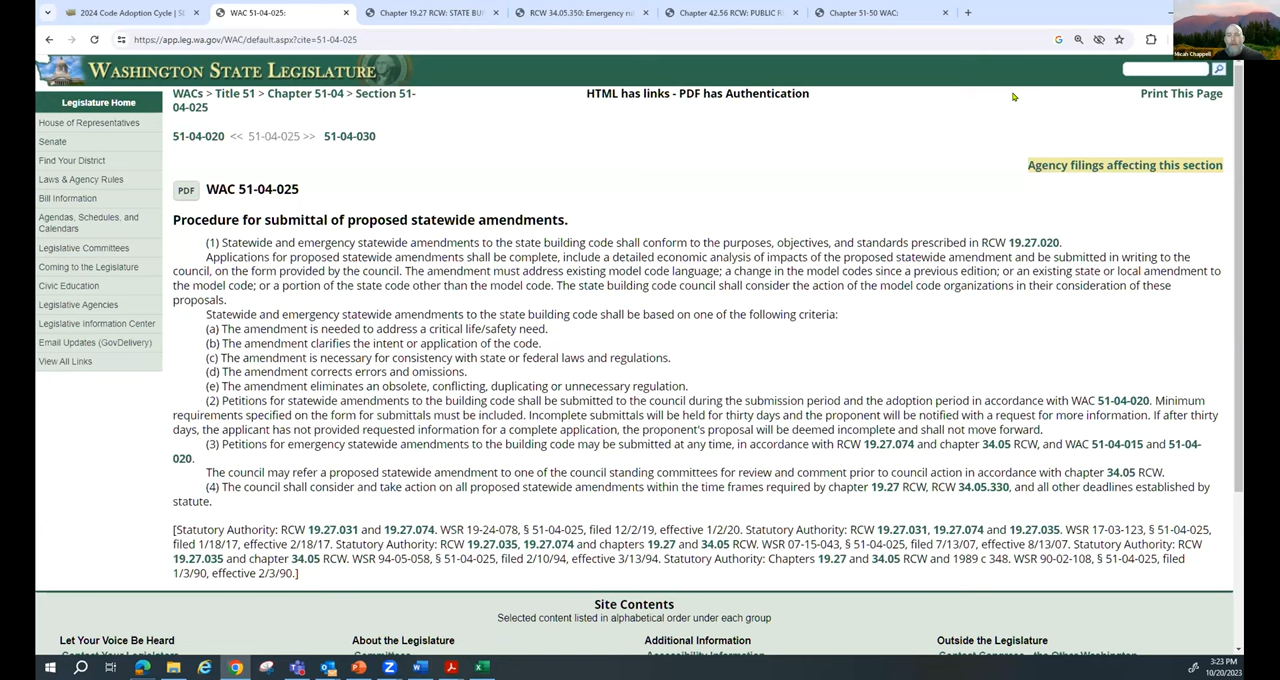 2024 Code Adoption Cycle | S
WAC 51-04-025:
Chapter 19.27 RCW: STATE BU
RCW 34.05.350: Emergency ru
Chapter 42.56 RCW: PUBLIC R
Chapter 51-50 WAC:
https://app.leg.wa.gov/WAC/default.aspx?cite=51-04-025
Micah Chappell
WASHINGTON STATE LEGISLATURE
Legislature Home
House of Representatives
Senate
Find Your District
Laws & Agency Rules
Bill Information
Agendas, Schedules, and
Calendars
Legislative Committees
Coming to the Legislature
Civic Education
Legislative Agencies
Legislative Information Center
Email Updates (GovDelivery)
View All Links
WACs > Title 51 > Chapter 51-04 > Section 51-
04-025
HTML has links - PDF has Authentication
Print This Page
51-04-020 << 51-04-025 >> 51-04-030
Agency filings affecting this section
PDF WAC 51-04-025
Procedure for submittal of proposed statewide amendments.
(1) Statewide and emergency statewide amendments to the state building code shall conform to the purposes, objectives, and standards prescribed in RCW 19.27.020.
Applications for proposed statewide amendments shall be complete, include a detailed economic analysis of impacts of the proposed statewide amendment and be submitted in writing to the
council, on the form provided by the council. The amendment must address existing model code language; a change in the model codes since a previous edition; or an existing state or local amendment to
the model code; or a portion of the state code other than the model code. The state building code council shall consider the action of the model code organizations in their consideration of these
proposals.
Statewide and emergency statewide amendments to the state building code shall be based on one of the following criteria:
(a) The amendment is needed to address a critical life/safety need.
(b) The amendment clarifies the intent or application of the code.
(c) The amendment is necessary for consistency with state or federal laws and regulations.
(d) The amendment corrects errors and omissions.
(e) The amendment eliminates an obsolete, conflicting, duplicating or unnecessary regulation.
(2) Petitions for statewide amendments to the building code shall be submitted to the council during the submission period and the adoption period in accordance with WAC 51-04-020. Minimum
requirements specified on the form for submittals must be included. Incomplete submittals will be held for thirty days and the proponent will be notified with a request for more information. If after thirty
days, the applicant has not provided requested information for a complete application, the proponent's proposal will be deemed incomplete and shall not move forward.
(3) Petitions for emergency statewide amendments to the building code may be submitted at any time, in accordance with RCW 19.27.074 and chapter 34.05 RCW, and WAC 51-04-015 and 51-04-
020.
The council may refer a proposed statewide amendment to one of the council standing committees for review and comment prior to council action in accordance with chapter 34.05 RCW.
(4) The council shall consider and take action on all proposed statewide amendments within the time frames required by chapter 19.27 RCW, RCW 34.05.330, and all other deadlines established by
statute.
[Statutory Authority: RCW 19.27.031 and 19.27.074. WSR 19-24-078, § 51-04-025, filed 12/2/19, effective 1/2/20. Statutory Authority: RCW 19.27.031, 19.27.074 and 19.27.035. WSR 17-03-123, § 51-04-025,
filed 1/18/17, effective 2/18/17. Statutory Authority: RCW 19.27.035, 19.27.074 and chapters 19.27 and 34.05 RCW. WSR 07-15-043, § 51-04-025, filed 7/13/07, effective 8/13/07. Statutory Authority: RCW
19.27.035 and chapter 34.05 RCW. WSR 94-05-058, § 51-04-025, filed 2/10/94, effective 3/13/94. Statutory Authority: Chapters 19.27 and 34.05 RCW and 1989 c 348. WSR 90-02-108, § 51-04-025, filed
1/3/90, effective 2/3/90.]
Site Contents
Selected content listed in alphabetical order under each group
Let Your Voice Be Heard
About the Legislature
Additional Information
Outside the Legislature
3:23 PM
10/20/2023